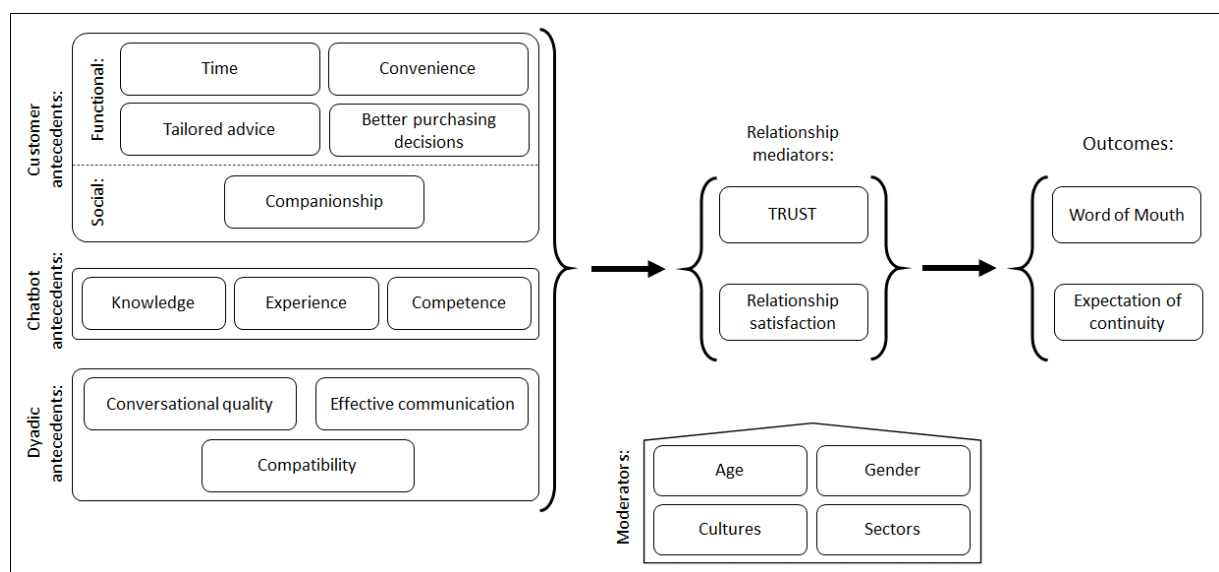 Customer
antecedents:
Functional:
Time
Convenience
Tailored advice
Better purchasing
decisions
Social:
Companionship
Chatbot
antecedents:
Knowledge
Experience
Competence
Dyadic
antecedents:
Conversational quality
Effective communication
Compatibility
Relationship
mediators:
TRUST
Relationship
satisfaction
Outcomes:
Word of Mouth
Expectation of
continuity
Moderators:
Age
Gender
Cultures
Sectors